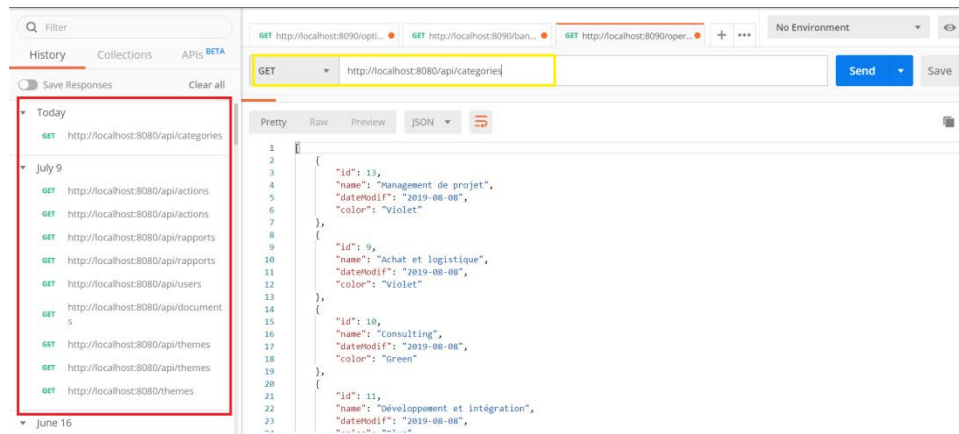 Filter
History Collections APIs BETA
Save Responses Clear all
Today
GET http://localhost:8080/api/categories
July 9
GET http://localhost:8080/api/actions
GET http://localhost:8080/api/actions
GET http://localhost:8080/api/rapports
GET http://localhost:8080/api/rapports
GET http://localhost:8080/api/users
GET http://localhost:8080/api/document
s
GET http://localhost:8080/api/themes
GET http://localhost:8080/api/themes
GET http://localhost:8080/themes
June 16
GET http://localhost:8090/opti... GET http://localhost:8090/ban... GET http://localhost:8090/oper... + ... No Environment
GET http://localhost:8080/api/categories Send Save
Pretty Raw Preview JSON
1 [
2 {
3 "id": 13,
4 "name": "Management de projet",
5 "dateModif": "2019-08-08",
6 "color": "Violet"
7 },
8 {
9 "id": 9,
10 "name": "Achat et logistique",
11 "dateModif": "2019-08-08",
12 "color": "Violet"
13 },
14 {
15 "id": 10,
16 "name": "Consulting",
17 "dateModif": "2019-08-08",
18 "color": "Green"
19 },
20 {
21 "id": 11,
22 "name": "Développement et intégration",
23 "dateModif": "2019-08-08",